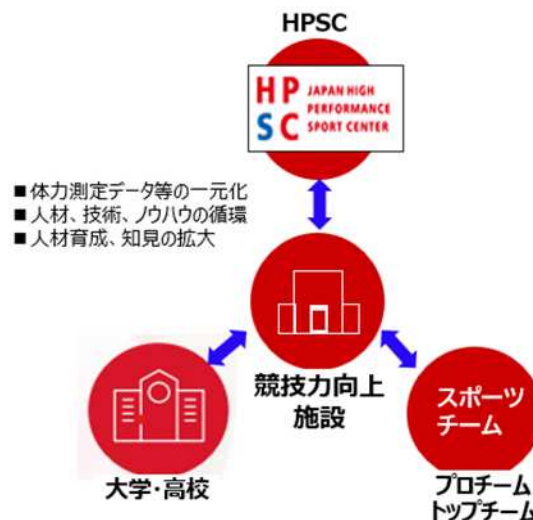 HPSC
HP JAPAN HIGH
PERFORMANCE
SC SPORT CENTER
■ 体力測定データ等の一元化
■ 人材、技術、ノウハウの循環
■ 人材育成、知見の拡大
競技力向上
施設
スポーツ
チーム
大学・高校
プロチーム
トップチーム